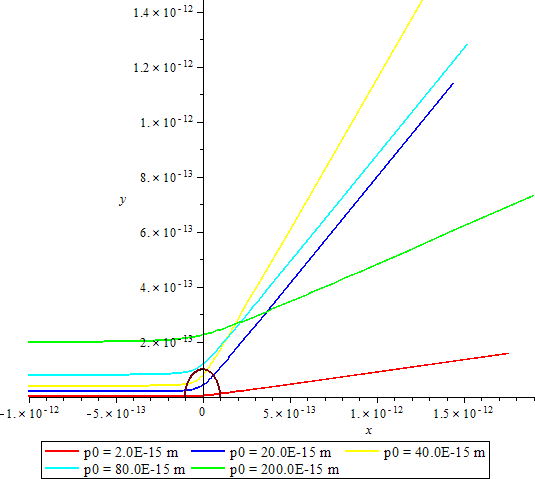 1.4 × 10⁻¹²
1.2 × 10⁻¹²
1. × 10⁻¹²
y
8. × 10⁻¹³
6. × 10⁻¹³
4. × 10⁻¹³
2. × 10⁻¹³
-1. × 10⁻¹² -5. × 10⁻¹³ 0 5. × 10⁻¹³ 1. × 10⁻¹² 1.5 × 10⁻¹²
x
p0 = 2.0E-15 m p0 = 20.0E-15 m p0 = 40.0E-15 m
p0 = 80.0E-15 m p0 = 200.0E-15 m